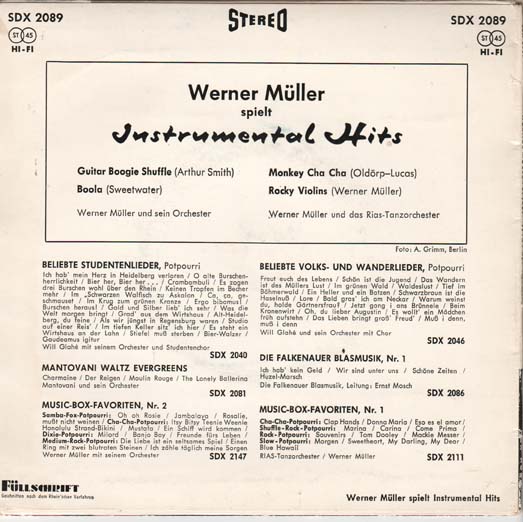 SDX 2089
STEREO
SDX 2089
ST 45
ST 45
HI-FI
HI-FI
Werner Müller
spielt
Instrumental Hits
Guitar Boogie Shuffle (Arthur Smith)
Boola (Sweetwater)
Werner Müller und sein Orchester
Monkey Cha Cha (Oldörp-Lucas)
Rocky Violins (Werner Müller)
Werner Müller und das Rias-Tanzorchester
Foto: A. Grimm, Berlin
BELIEBTE STUDENTENLIEDER, Potpourri
Ich hab' mein Herz in Heidelberg verloren / O alte Burschen-
herrlichkeit / Bier her, Bier her... / Crambambuli / Es zogen
drei Burschen wohl über den Rhein / Keinen Tropfen im Becher
mehr / Im „Schwarzen Walfisch zu Askalon / Ca, ca, ge-
schmauset / Im Krug zum grünen Kranze / Ergo bibamus /
Burschen heraus! / Gold und Silber lieb' ich sehr / Was die
Welt morgen bringt / Grad' aus dem Wirtshaus / Alt-Heidel-
berg, du feine / Als wir jüngst in Regensburg waren / Studio
auf einer Reis' / Im tiefen Keller sitz ich hier / Es steht ein
Wirtshaus an der Lahn / Stiefel muß sterben / Bier-Walzer /
Gaudeamus igitur
Will Glahé mit seinem Orchester und Studentenchor
SDX 2040
MANTOVANI WALTZ EVERGREENS
Charmaine / Der Reigen / Moulin Rouge / The Lonely Ballerina
Mantovani und sein Orchester
SDX 2081
MUSIC-BOX-FAVORITEN, Nr. 2
Samba-Fox-Potpourri: Oh oh Rosie / Jambalaya / Rosalie,
mußt nicht weinen / Cha-Cha-Potpourri: Itsy Bitsy Teenie Weenie
Honolulu Strand-Bikini / Mustafa / Ein Schiff wird kommen /
Dixie-Potpourri: Milord / Banjo Boy / Freunde fürs Leben /
Medium-Rock-Potpourri: Die Liebe ist ein seltsames Spiel / Einen
Ring mit zwei blutroten Steinen / Ich zähle täglich meine Sorgen
Werner Müller mit seinem Orchester
SDX 2147
BELIEBTE VOLKS- UND WANDERLIEDER, Potpourri
Freut euch des Lebens / Schön ist die Jugend / Das Wandern
ist des Müllers Lust / Im grünen Wald / Waldeslust / Tief im
Böhmerwald / Ein Heller und ein Batzen / Schwarzbraun ist die
Haselnuß / Lore / Bald gras' ich am Neckar / Warum weinst
du, holde Gärtnersfrau? / Jetzt gang i ans Brünnele / Beim
Kronenwirt / Oh, du lieber Augustin / Es wollt' ein Mädchen
früh aufstehn / Das Lieben bringt groß' Freud' / Muß i denn,
muß i denn
Will Glahé und sein Orchester mit Chor
SDX 2046
DIE FALKENAUER BLASMUSIK, Nr. 1
Ich hab' kein Geld / Wir sind unter uns / Schöne Zeiten /
Huzel-Marsch
Die Falkenauer Blasmusik, Leitung: Ernst Mosch
SDX 2086
MUSIC-BOX-FAVORITEN, Nr. 1
Cha-Cha-Potpourri: Clap Hands / Donna Maria / Eso es el amor /
Shuffle-Rock-Potpourri: Marina / Carina / Come Prima /
Rock-Potpourri: Souvenirs / Tom Dooley / Mackie Messer /
Slow-Potpourri: Morgen / Sweetheart, My Darling, My Dear /
Blue Hawaii
RIAS-Tanzorchester / Werner Müller
SDX 2111
FÜLLSCHRIFT
Geschnitten nach dem Rhein'schen Verfahren
Werner Müller spielt Instrumental Hits